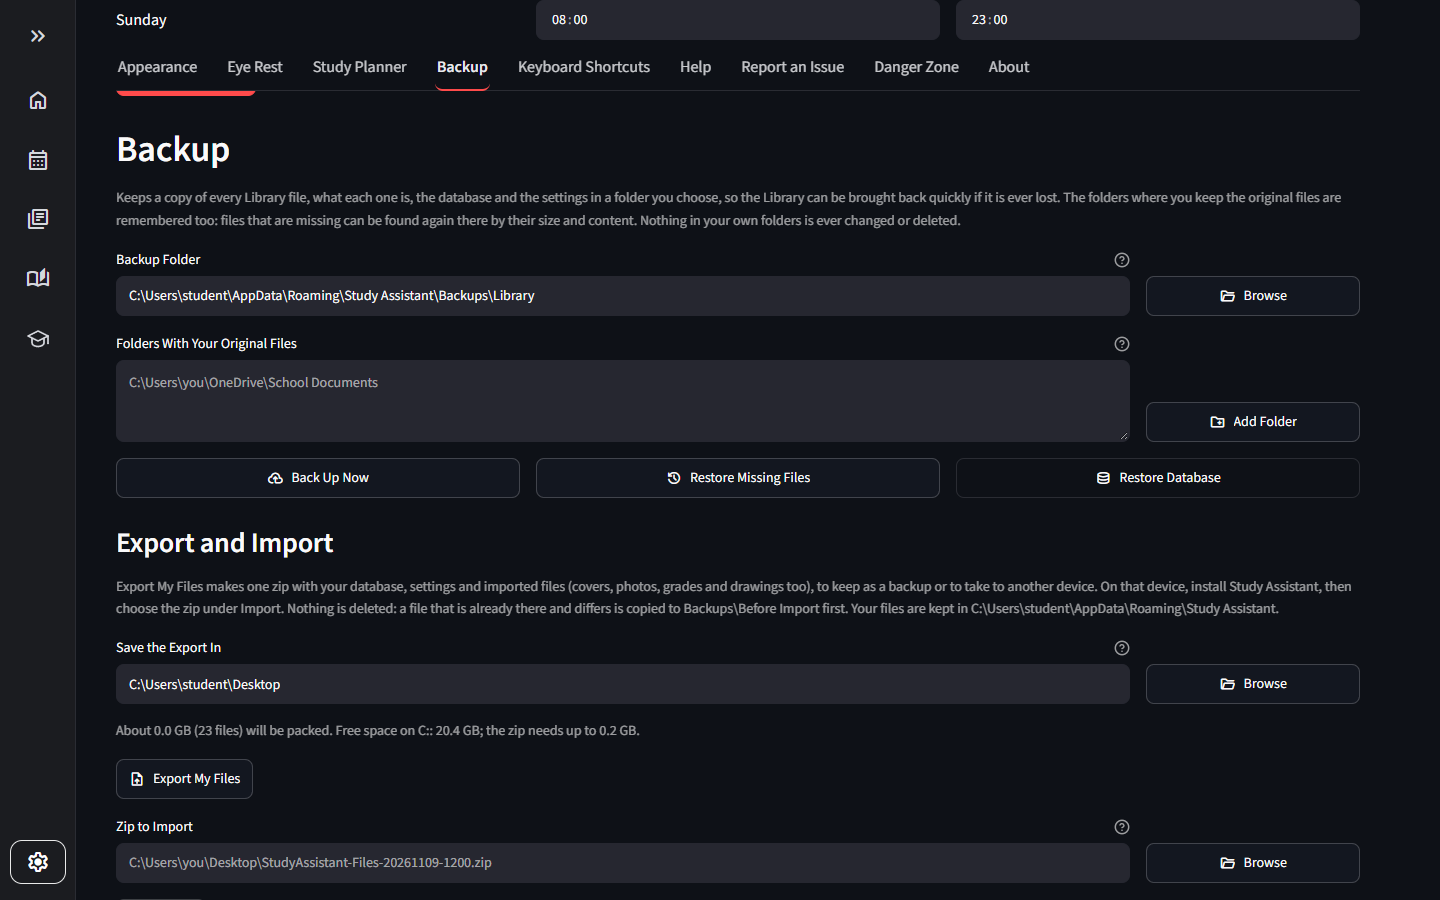 Sunday
08:00
23:00
Appearance
Eye Rest
Study Planner
Backup
Keyboard Shortcuts
Help
Report an Issue
Danger Zone
About
Backup
Keeps a copy of every Library file, what each one is, the database and the settings in a folder you choose, so the Library can be brought back quickly if it is ever lost. The folders where you keep the original files are
remembered too: files that are missing can be found again there by their size and content. Nothing in your own folders is ever changed or deleted.
Backup Folder
C:\Users\student\AppData\Roaming\Study Assistant\Backups\Library
Browse
Folders With Your Original Files
C:\Users\you\OneDrive\School Documents
Add Folder
Back Up Now
Restore Missing Files
Restore Database
Export and Import
Export My Files makes one zip with your database, settings and imported files (covers, photos, grades and drawings too), to keep as a backup or to take to another device. On that device, install Study Assistant, then
choose the zip under Import. Nothing is deleted: a file that is already there and differs is copied to Backups\Before Import first. Your files are kept in C:\Users\student\AppData\Roaming\Study Assistant.
Save the Export In
C:\Users\student\Desktop
Browse
About 0.0 GB (23 files) will be packed. Free space on C:: 20.4 GB; the zip needs up to 0.2 GB.
Export My Files
Zip to Import
C:\Users\you\Desktop\StudyAssistant-Files-20261109-1200.zip
Browse